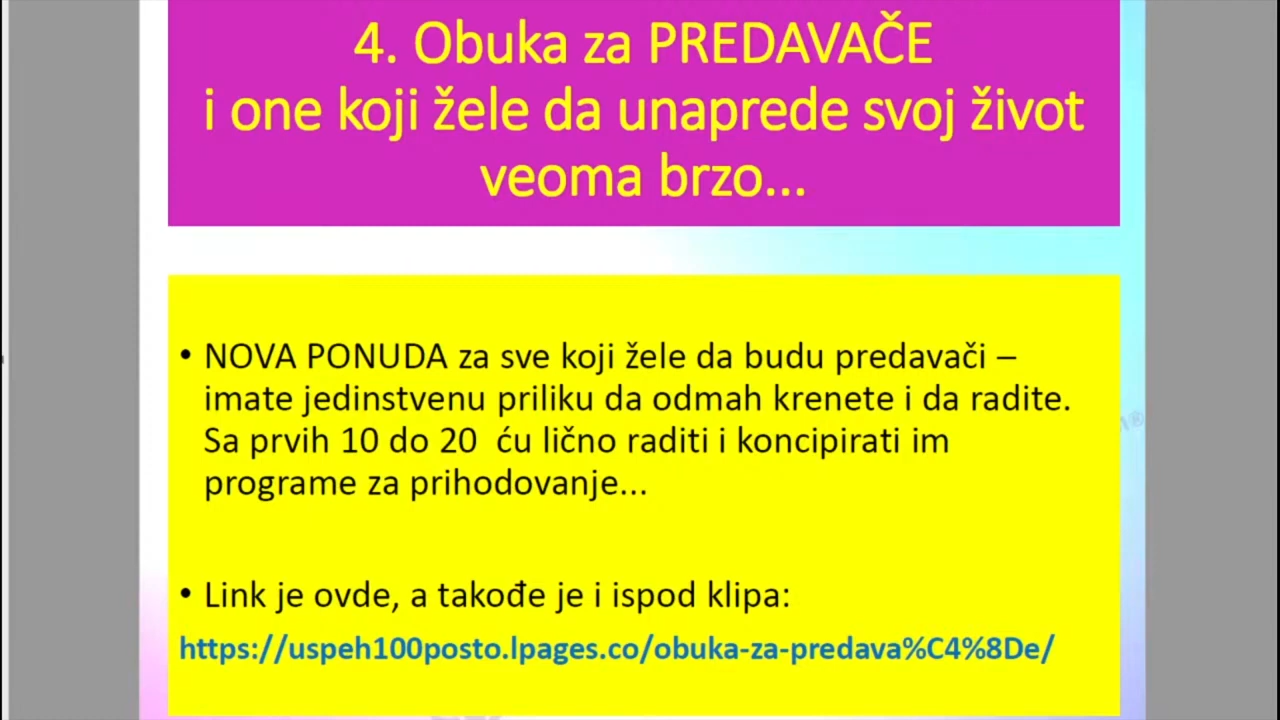 4. Obuka za PREDAVAČE
i one koji žele da unaprede svoj život
veoma brzo...
• NOVA PONUDA za sve koji žele da budu predavači –
imate jedinstvenu priliku da odmah krenete i da radite.
Sa prvih 10 do 20 ću lično raditi i koncipirati im
programe za prihodovanje...
• Link je ovde, a takođe je i ispod klipa:
https://uspeh100posto.lpages.co/obuka-za-predava%C4%8De/